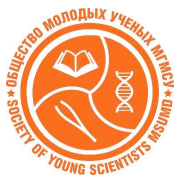 ОБЩЕСТВО МОЛОДЫХ УЧЕНЫХ МГМСУ
SOCIETY OF YOUNG SCIENTISTS MSUMD